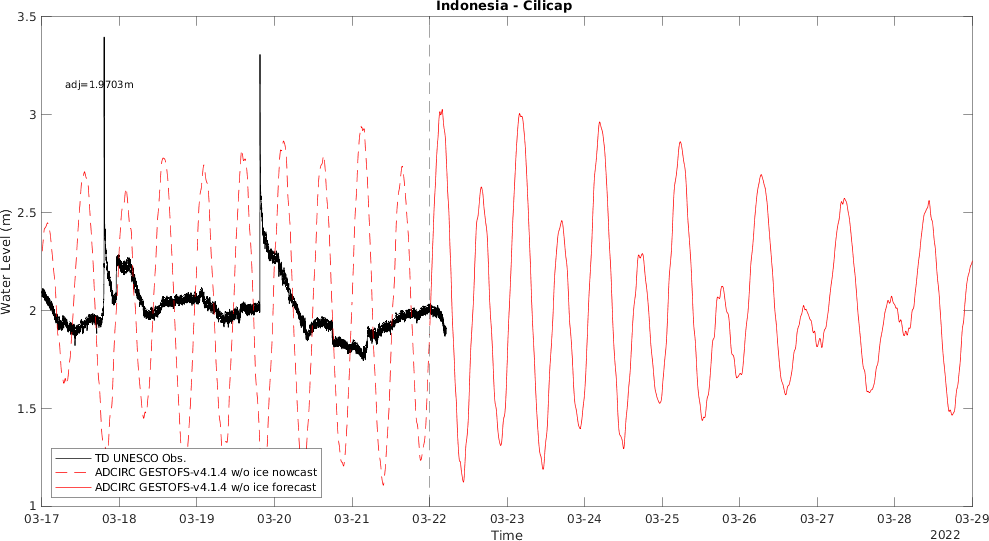 Indonesia - Cilicap
3.5
3
2.5
2
1.5
1
Water Level (m)
adj=1.9703m
TD UNESCO Obs.
ADCIRC GESTOFS-v4.1.4 w/o ice nowcast
ADCIRC GESTOFS-v4.1.4 w/o ice forecast
03-17 03-18 03-19 03-20 03-21 03-22 03-23 03-24 03-25 03-26 03-27 03-28 03-29
Time
2022